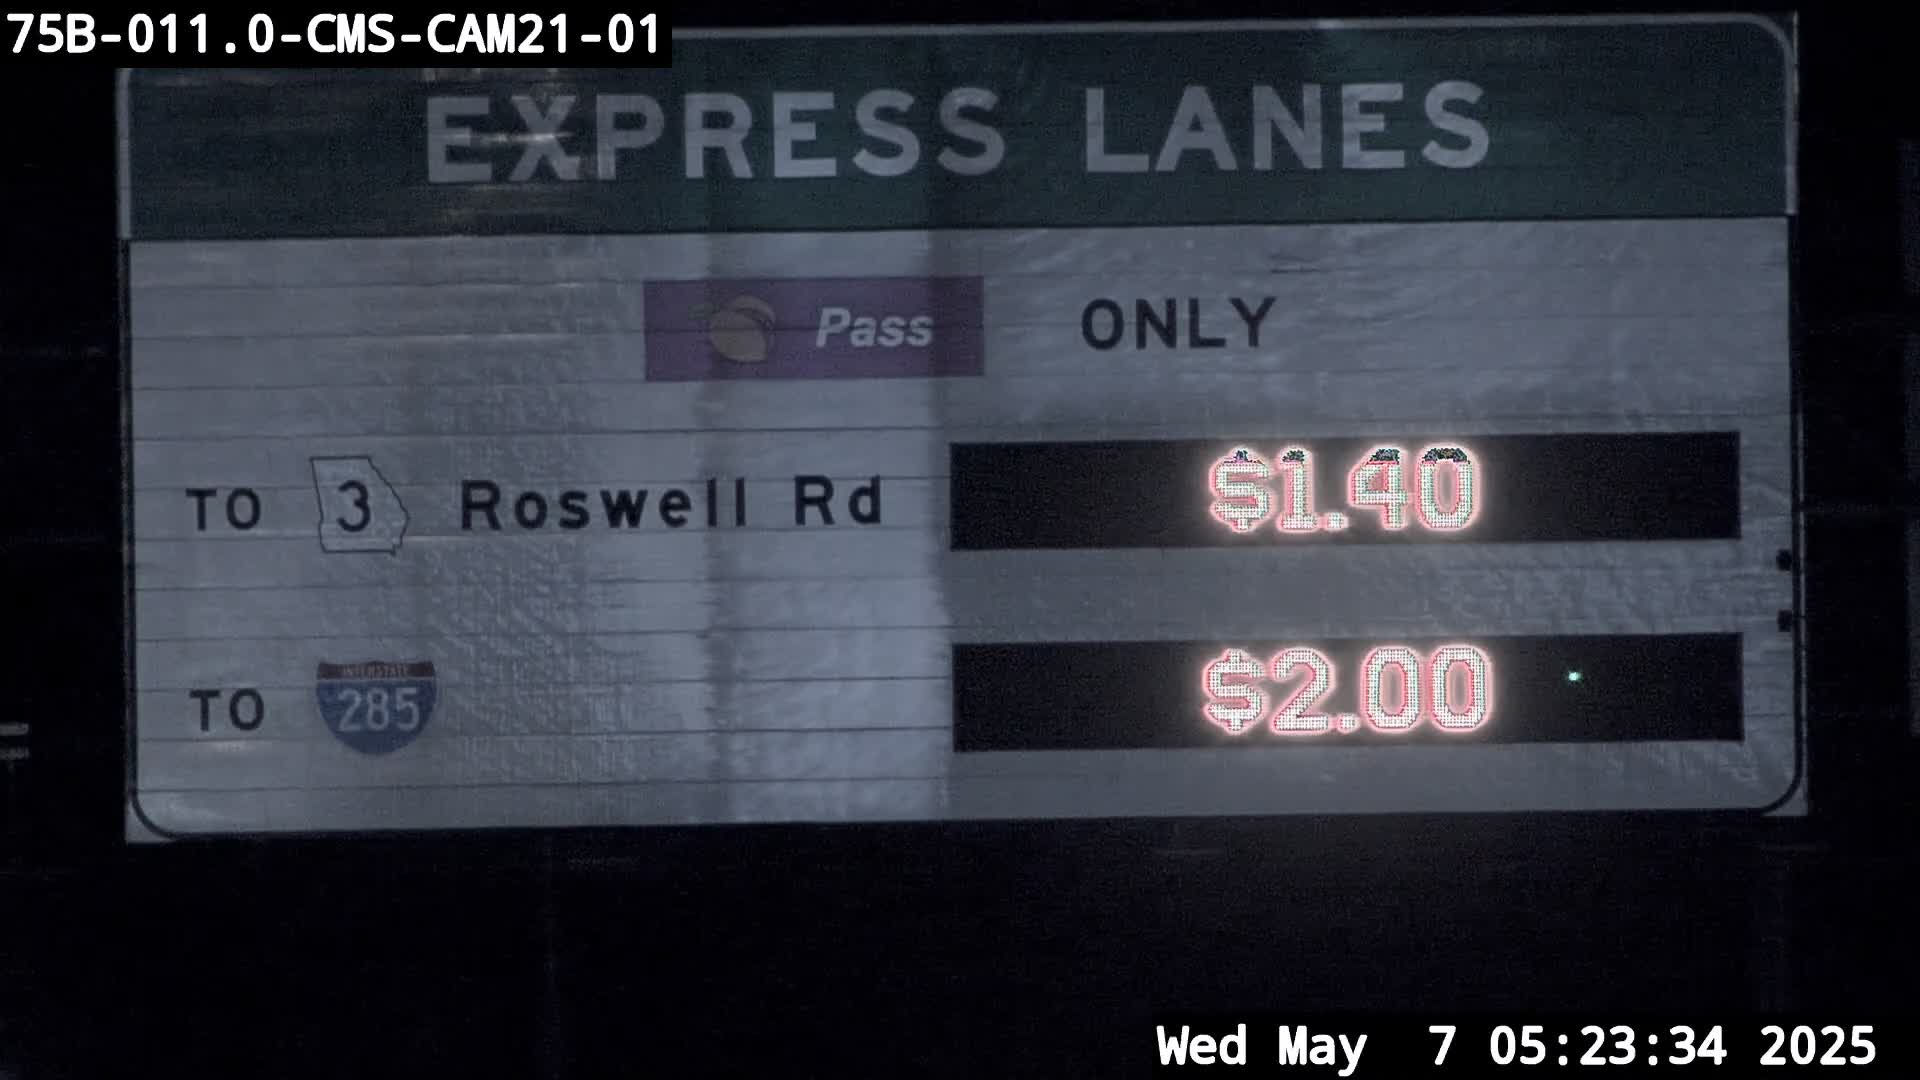 75B-011.0-CMS-CAM21-01
EXPRESS LANES
Pass ONLY
TO 3 Roswell Rd $1.40
INTERSTATE
TO 285 $2.00
Wed May 7 05:23:34 2025